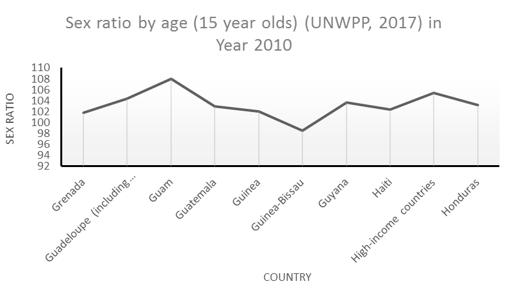 Sex ratio by age (15 year olds) (UNWPP, 2017) in
Year 2010
SEX RATIO
110
108
106
104
102
100
98
96
94
92
Grenada
Guadeloupe (including...
Guam
Guatemala
Guinea
Guinea-Bissau
Guyana
Haiti
High-income countries
Honduras
COUNTRY